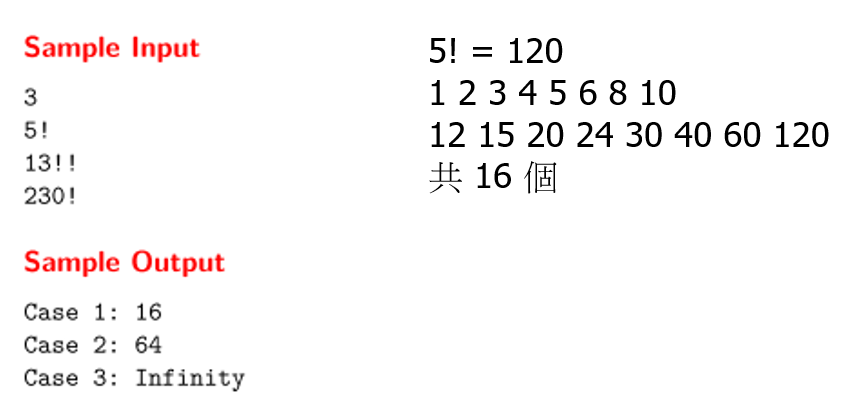 Sample Input
3
5!
13!!
230!
Sample Output
Case 1: 16
Case 2: 64
Case 3: Infinity
5! = 120
1 2 3 4 5 6 8 10
12 15 20 24 30 40 60 120
共 16 個